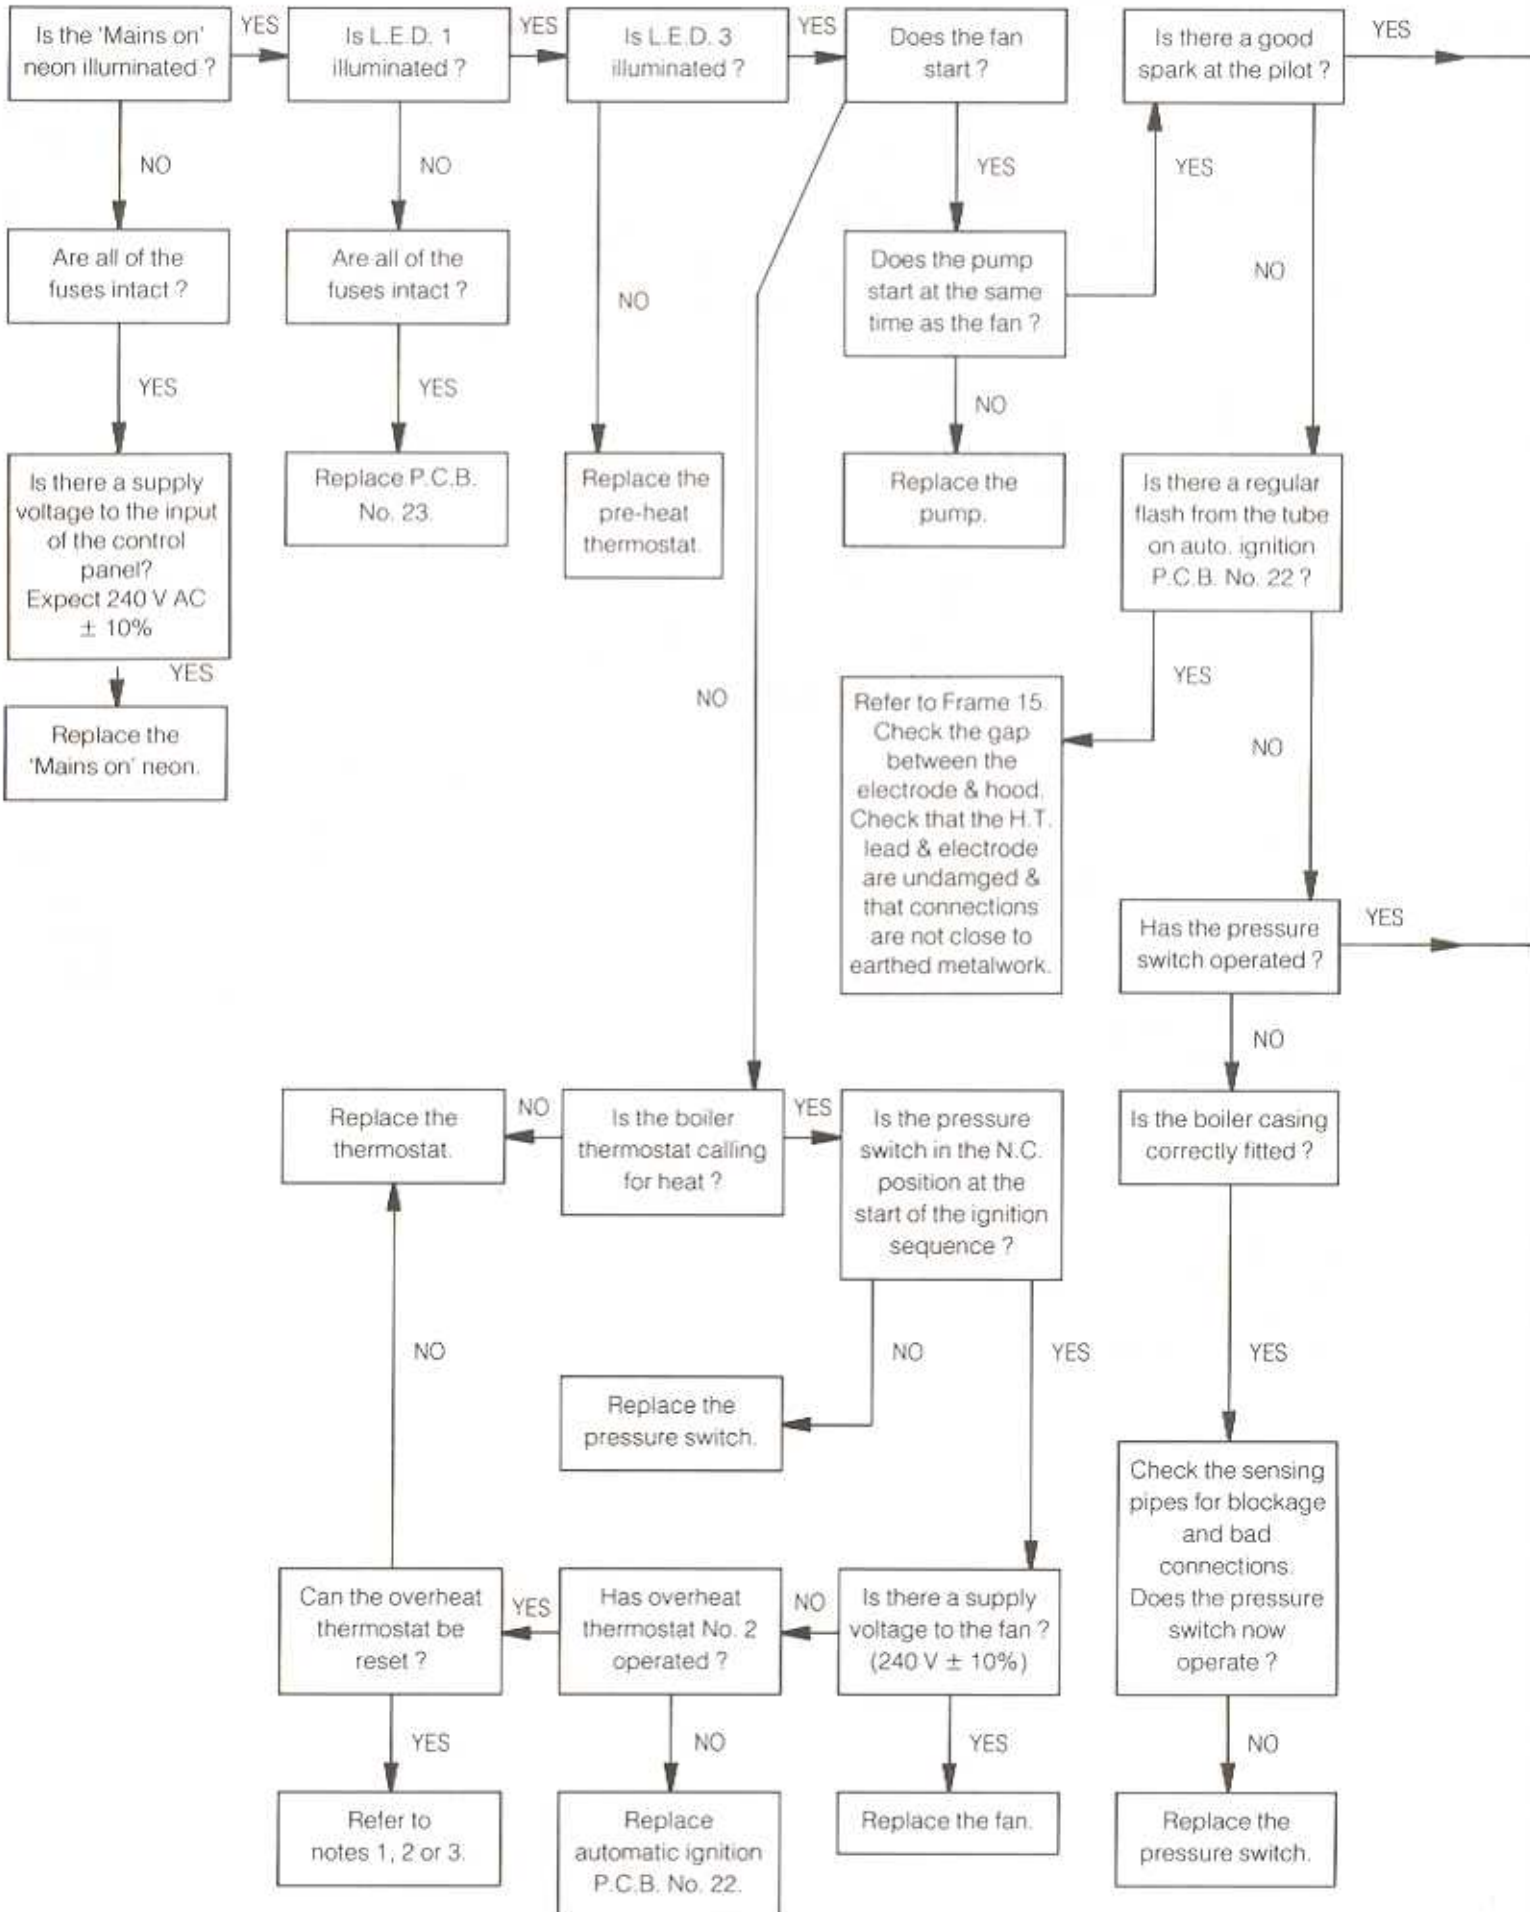 Is the 'Mains on'
neon illuminated ?
YES
Is L.E.D. 1
illuminated ?
YES
Is L.E.D. 3
illuminated ?
YES
Does the fan
start ?
Is there a good
spark at the pilot ?
YES
NO
NO
NO
YES
YES
NO
Are all of the
fuses intact ?
Are all of the
fuses intact ?
Does the pump
start at the same
time as the fan ?
YES
YES
NO
Is there a supply
voltage to the input
of the control
panel?
Expect 240 V AC
± 10%
Replace P.C.B.
No. 23.
Replace the
pre-heat
thermostat.
Replace the
pump.
Is there a regular
flash from the tube
on auto. ignition
P.C.B. No. 22 ?
YES
Replace the
'Mains on' neon.
NO
YES
NO
Refer to Frame 15.
Check the gap
between the
electrode & hood.
Check that the H.T.
lead & electrode
are undamged &
that connections
are not close to
earthed metalwork.
Has the pressure
switch operated ?
YES
NO
Replace the
thermostat.
NO
Is the boiler
thermostat calling
for heat ?
YES
Is the pressure
switch in the N.C.
position at the
start of the ignition
sequence ?
Is the boiler casing
correctly fitted ?
NO
NO
YES
YES
Replace the
pressure switch.
Check the sensing
pipes for blockage
and bad
connections.
Does the pressure
switch now
operate ?
Can the overheat
thermostat be
reset ?
YES
Has overheat
thermostat No. 2
operated ?
NO
Is there a supply
voltage to the fan ?
(240 V ± 10%)
YES
NO
YES
NO
Refer to
notes 1, 2 or 3.
Replace
automatic ignition
P.C.B. No. 22.
Replace the fan.
Replace the
pressure switch.